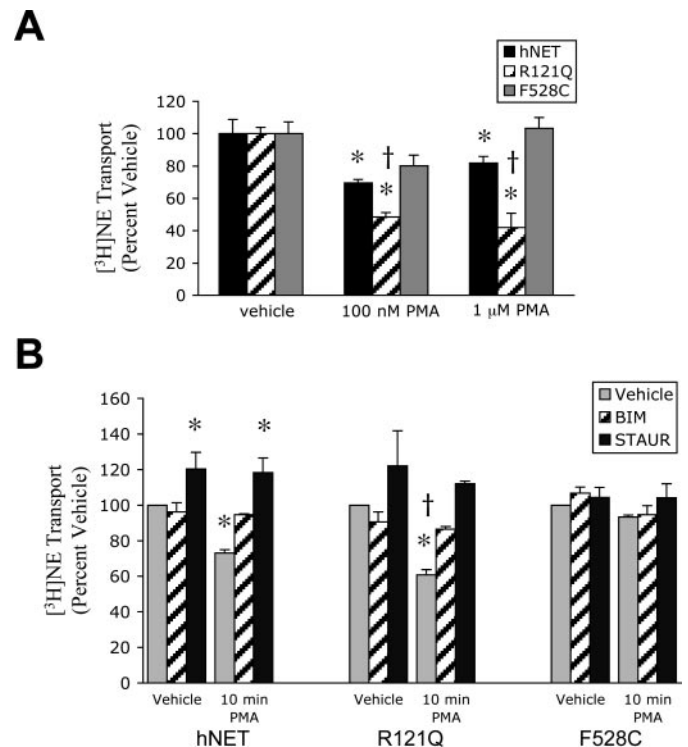 A
hNET
R121Q
F528C
[³H]NE Transport
(Percent Vehicle)
120
100
80
60
40
20
0
* † * * † *
vehicle 100 nM PMA 1 μM PMA
B
Vehicle
BIM
STAUR
[³H]NE Transport
(Percent Vehicle)
160
140
120
100
80
60
40
20
0
* * * † *
Vehicle 10 min PMA Vehicle 10 min PMA Vehicle 10 min PMA
hNET R121Q F528C